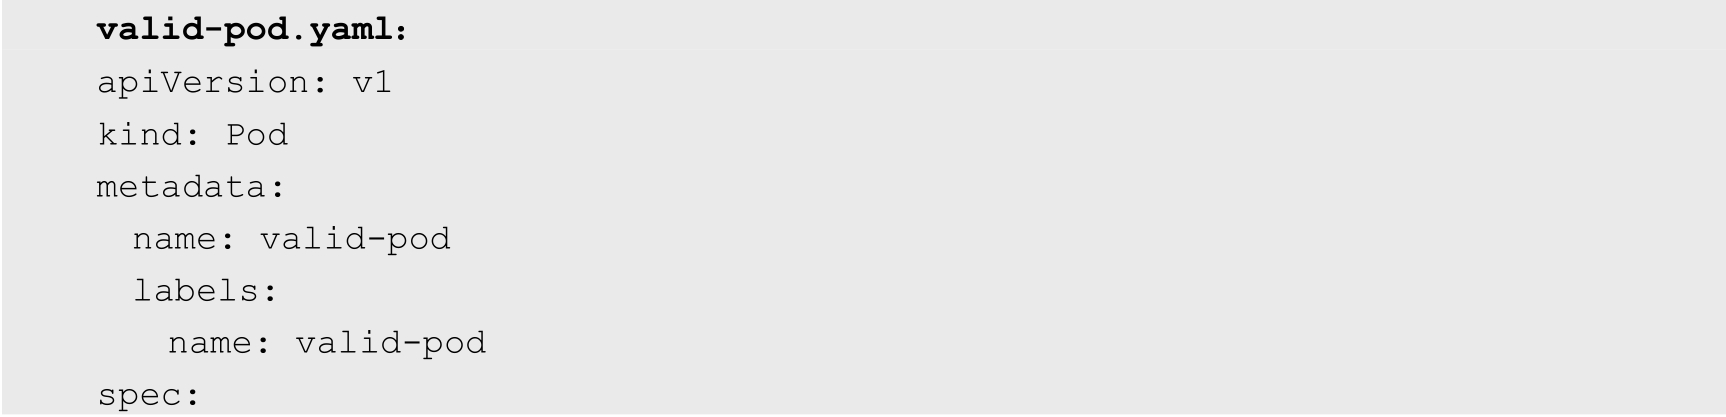 valid-pod.yaml:
apiVersion: v1
kind: Pod
metadata:
  name: valid-pod
  labels:
    name: valid-pod
spec: